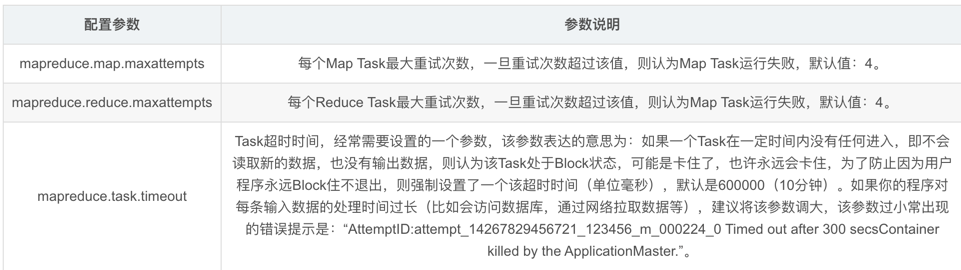 配置参数 参数说明
mapreduce.map.maxattempts 每个Map Task最大重试次数，一旦重试次数超过该值，则认为Map Task运行失败，默认值：4。
mapreduce.reduce.maxattempts 每个Reduce Task最大重试次数，一旦重试次数超过该值，则认为Map Task运行失败，默认值：4。
Task超时时间，经常需要设置的一个参数，该参数表达的意思为：如果一个Task在一定时间内没有任何进入，即不会
读取新的数据，也没有输出数据，则认为该Task处于Block状态，可能是卡住了，也许永远会卡住，为了防止因为用户
程序永远Block住不退出，则强制设置了一个该超时时间（单位毫秒），默认是600000（10分钟）。如果你的程序对
mapreduce.task.timeout 每条输入数据的处理时间过长（比如会访问数据库，通过网络拉取数据等），建议将该参数调大，该参数过小常出现
的错误提示是：“AttemptID:attempt_14267829456721_123456_m_000224_0 Timed out after 300 secsContainer
killed by the ApplicationMaster.”。